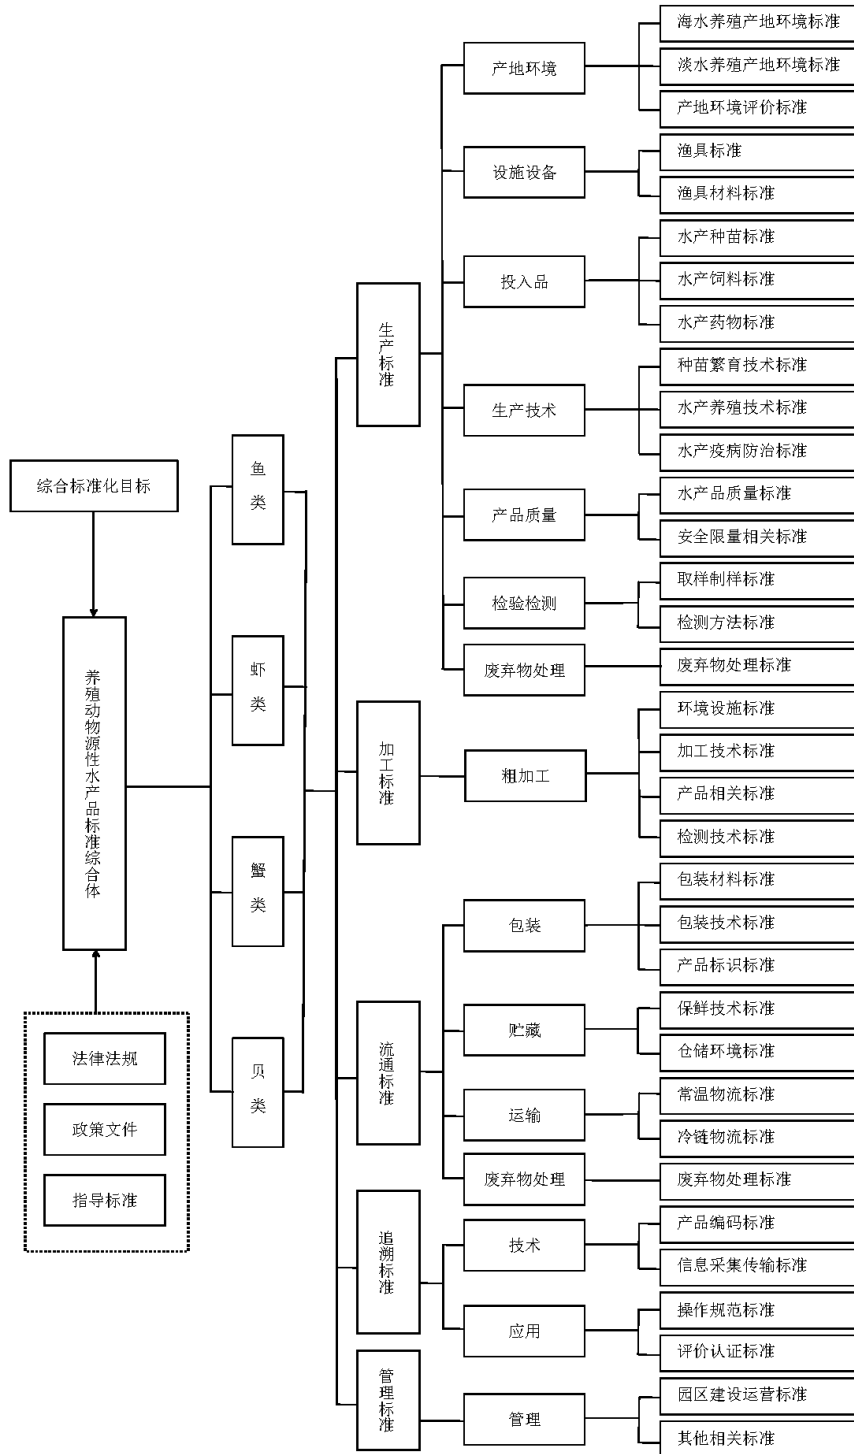 综合标准化目标
养殖动物源性水产品标准综合体
法律法规
政策文件
指导标准
鱼类
虾类
蟹类
贝类
生产标准
产地环境
海水养殖产地环境标准
淡水养殖产地环境标准
产地环境评价标准
设施设备
渔具标准
渔具材料标准
投入品
水产种苗标准
水产饲料标准
水产药物标准
生产技术
种苗繁育技术标准
水产养殖技术标准
水产疫病防治标准
产品质量
水产品质量标准
安全限量相关标准
检验检测
取样制样标准
检测方法标准
废弃物处理
废弃物处理标准
加工标准
粗加工
环境设施标准
加工技术标准
产品相关标准
检测技术标准
流通标准
包装
包装材料标准
包装技术标准
产品标识标准
贮藏
保鲜技术标准
仓储环境标准
运输
常温物流标准
冷链物流标准
废弃物处理
废弃物处理标准
追溯标准
技术
产品编码标准
信息采集传输标准
应用
操作规范标准
评价认证标准
管理标准
管理
园区建设运营标准
其他相关标准